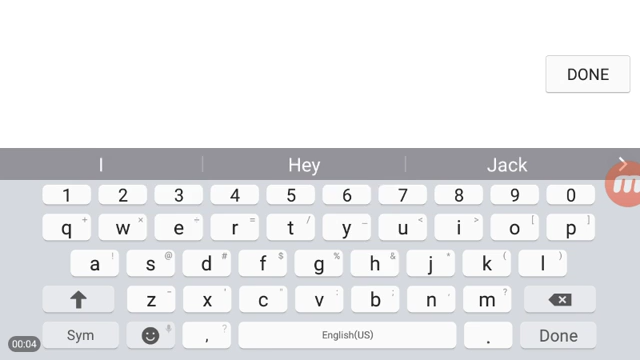 DONE
I Hey Jack >
1 2 3 4 5 6 7 8 9 0
q + w × e ÷ r = t / y _ u < i > o [ p ]
a ! s @ d # f $ g % h & j * k ( l )
z - x ' c " v : b ; n , m ?
Sym , ? English(US) . Done
00:04